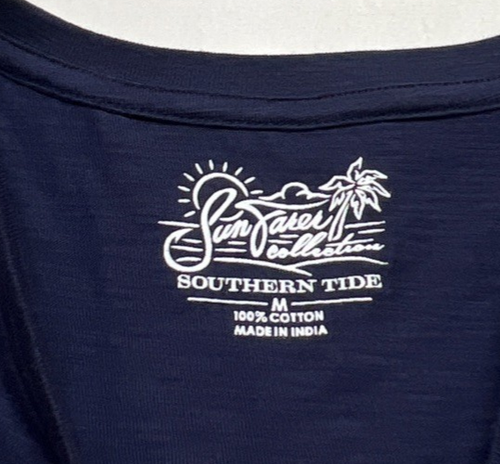 Sun Farer
collection
SOUTHERN TIDE
M
100% COTTON
MADE IN INDIA